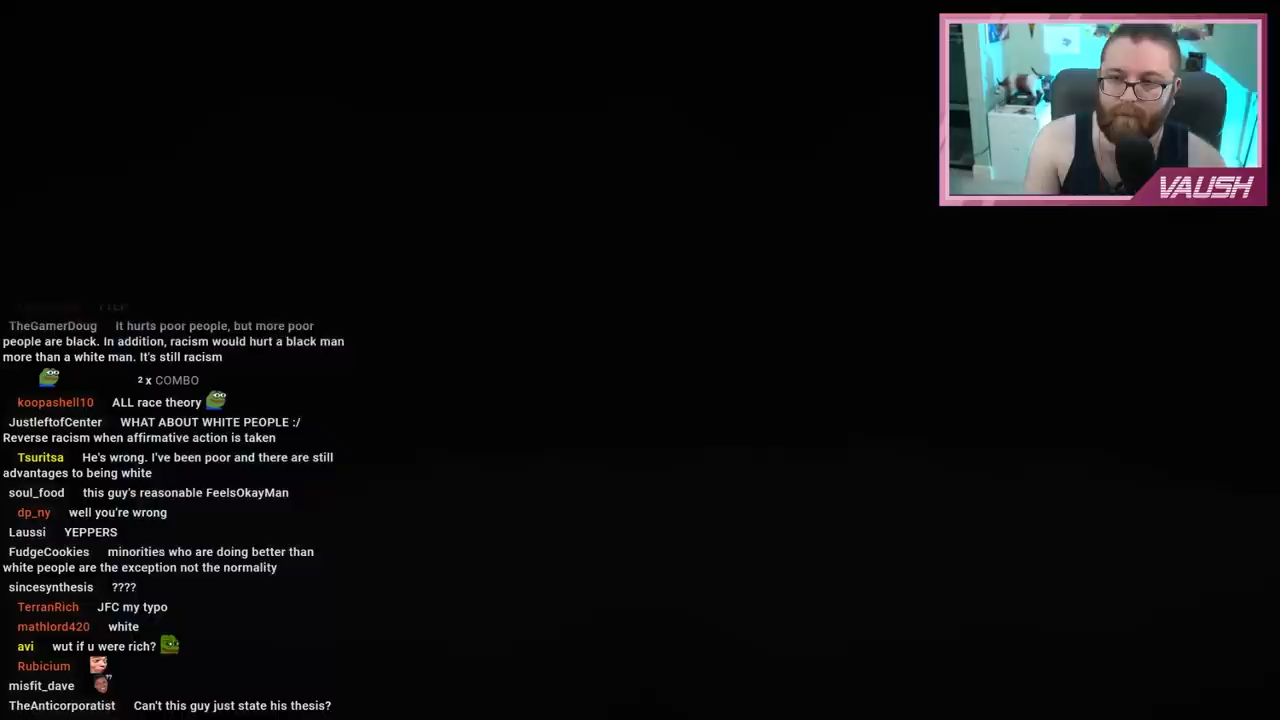 VAUSH
TheGamerDoug It hurts poor people, but more poor
people are black. In addition, racism would hurt a black man
more than a white man. It's still racism
2 x COMBO
koopashell10 ALL race theory
JustleftofCenter WHAT ABOUT WHITE PEOPLE :/
Reverse racism when affirmative action is taken
Tsuritsa He's wrong. I've been poor and there are still
advantages to being white
soul_food this guy's reasonable FeelsOkayMan
dp_ny well you're wrong
Laussi YEPPERS
FudgeCookies minorities who are doing better than
white people are the exception not the normality
sincesynthesis ????
TerranRich JFC my typo
mathlord420 white
avi wut if u were rich?
Rubicium
misfit_dave
TheAnticorporatist Can't this guy just state his thesis?